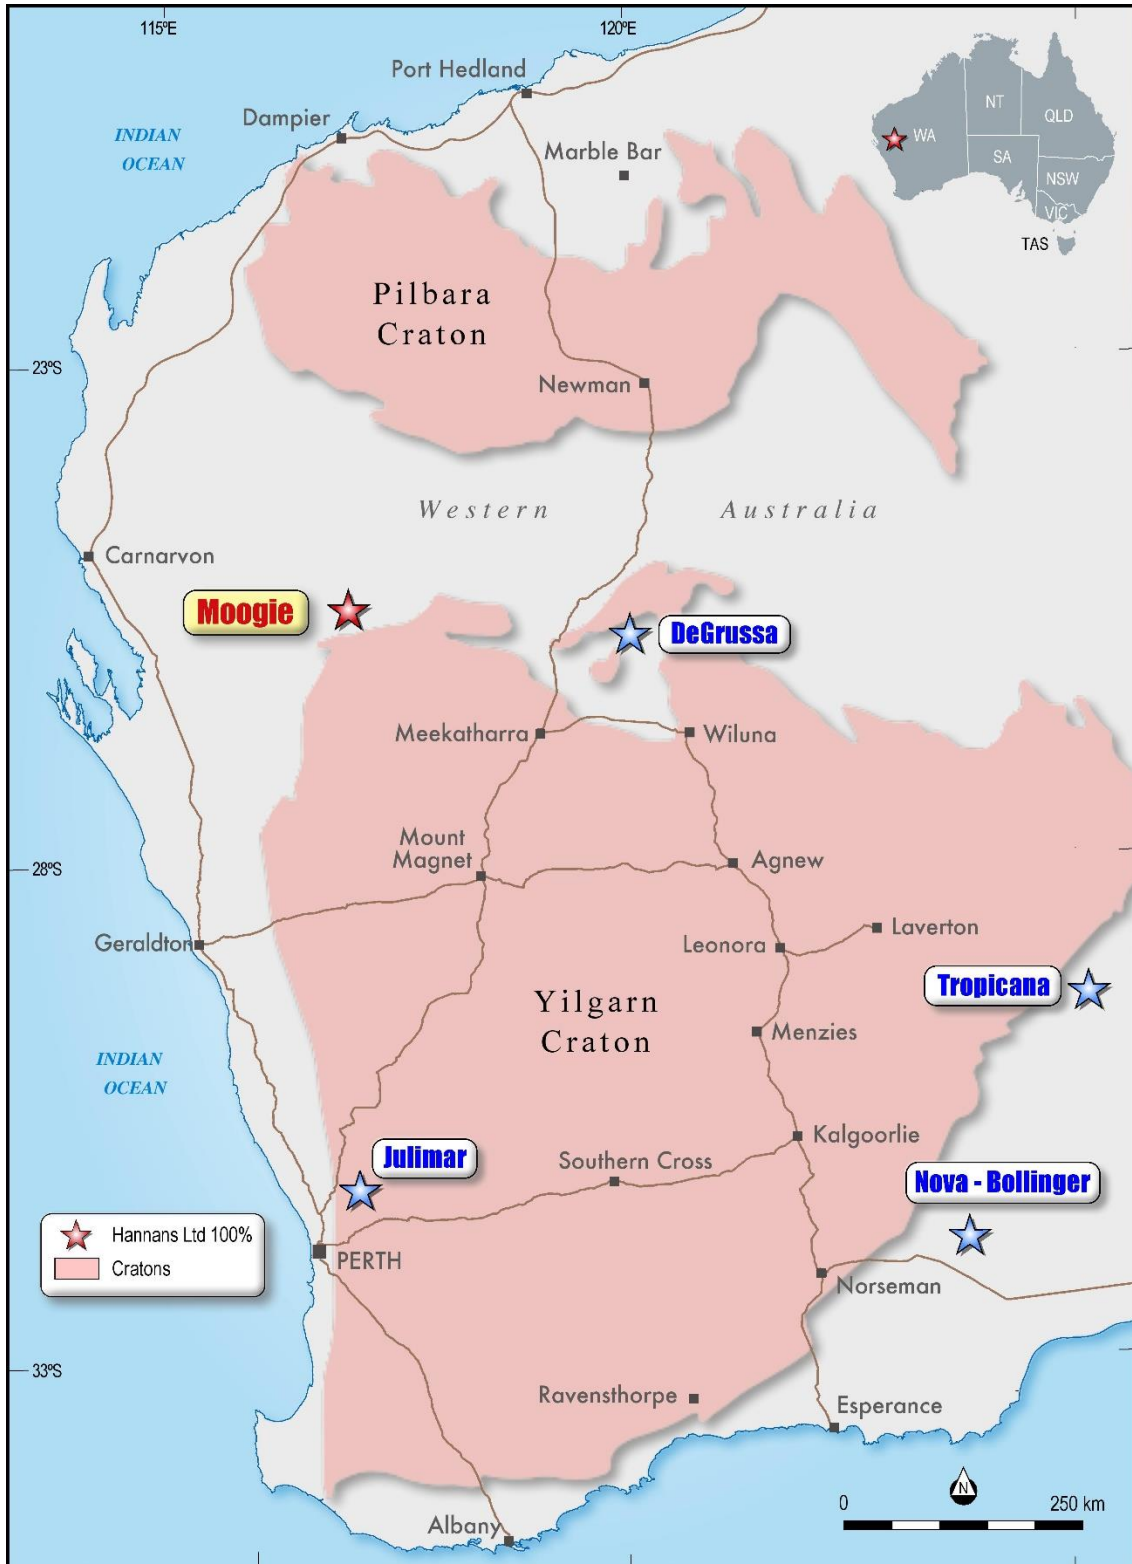 115ºE
120ºE
Port Hedland
Dampier
INDIAN
OCEAN
Marble Bar
NT
QLD
WA
SA
NSW
VIC
TAS
Pilbara
Craton
23ºS
Newman
Western Australia
Carnarvon
Moogie
DeGrussa
Meekatharra
Wiluna
Mount
Magnet
Agnew
28ºS
Geraldton
Laverton
Leonora
Tropicana
Yilgarn
Craton
Menzies
INDIAN
OCEAN
Kalgoorlie
Julimar
Southern Cross
Nova - Bollinger
Hannans Ltd 100%
Cratons
PERTH
Norseman
33ºS
Ravensthorpe
Esperance
N
0 250 km
Albany